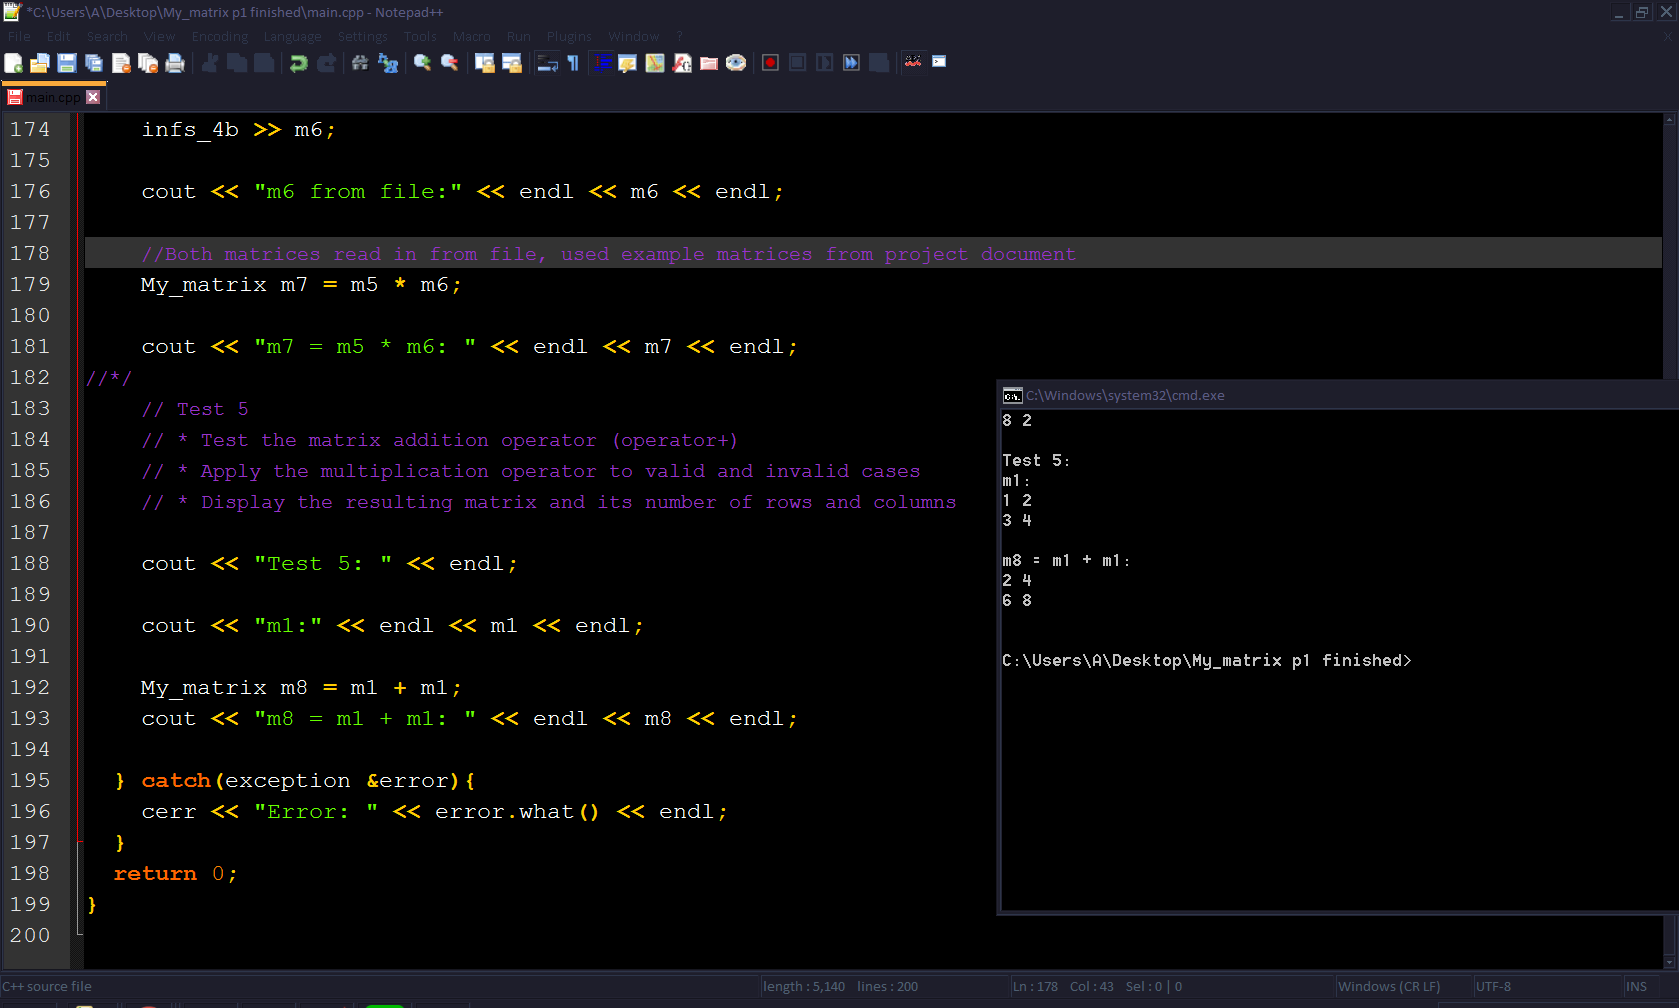 *C:\Users\A\Desktop\My_matrix p1 finished\main.cpp - Notepad++
File Edit Search View Encoding Language Settings Tools Macro Run Plugins Window ?
main.cpp
174 infs_4b >> m6;
175
176 cout << "m6 from file:" << endl << m6 << endl;
177
178 //Both matrices read in from file, used example matrices from project document
179 My_matrix m7 = m5 * m6;
180
181 cout << "m7 = m5 * m6: " << endl << m7 << endl;
182 //*/
183 // Test 5
184 // * Test the matrix addition operator (operator+)
185 // * Apply the multiplication operator to valid and invalid cases
186 // * Display the resulting matrix and its number of rows and columns
187
188 cout << "Test 5: " << endl;
189
190 cout << "m1:" << endl << m1 << endl;
191
192 My_matrix m8 = m1 + m1;
193 cout << "m8 = m1 + m1: " << endl << m8 << endl;
194
195 } catch(exception &error){
196 cerr << "Error: " << error.what() << endl;
197 }
198 return 0;
199 }
200
C:\Windows\system32\cmd.exe
8 2
Test 5:
m1:
1 2
3 4
m8 = m1 + m1:
2 4
6 8
C:\Users\A\Desktop\My_matrix p1 finished>
C++ source file length : 5,140 lines : 200 Ln : 178 Col : 43 Sel : 0 | 0 Windows (CR LF) UTF-8 INS